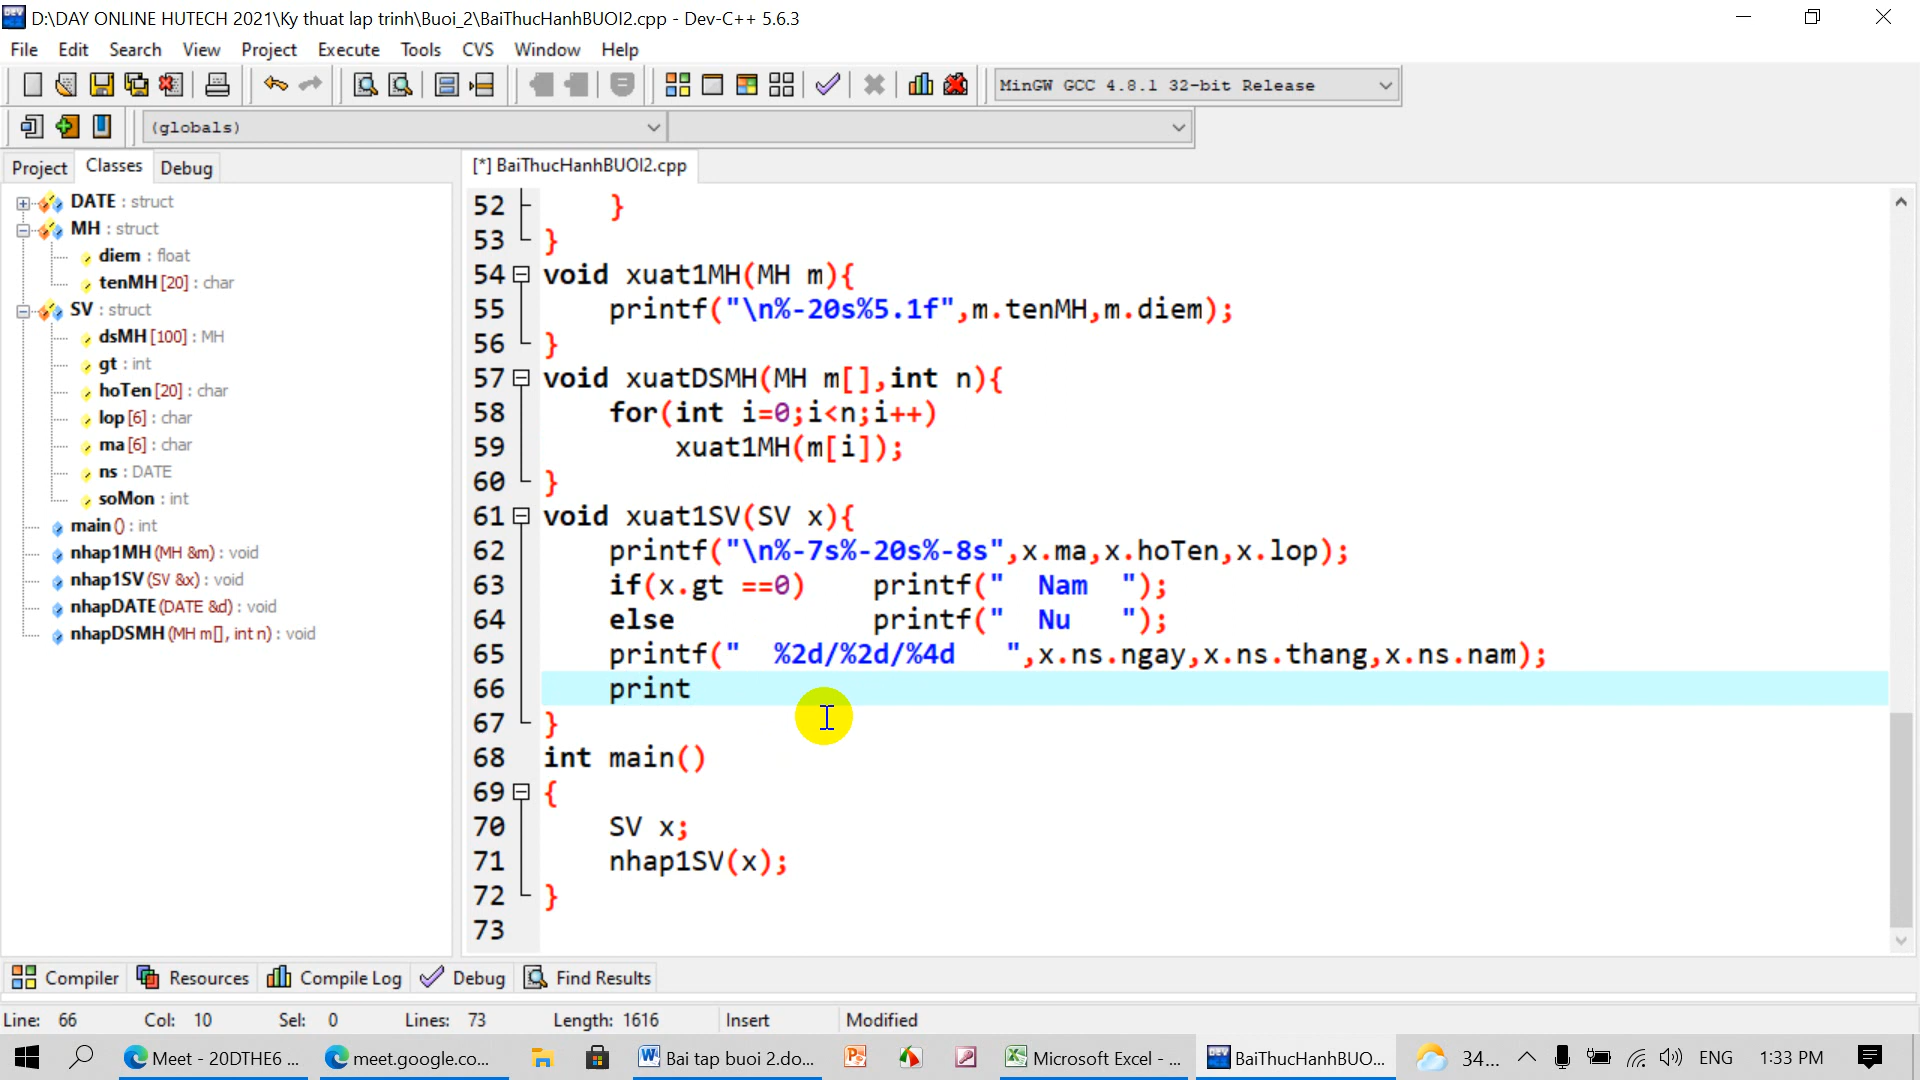 D:\DAY ONLINE HUTECH 2021\Ky thuat lap trinh\Buoi_2\BaiThucHanhBUOI2.cpp - Dev-C++ 5.6.3
File Edit Search View Project Execute Tools CVS Window Help
MinGW GCC 4.8.1 32-bit Release
(globals)
Project Classes Debug
[*] BaiThucHanhBUOI2.cpp
DATE : struct
MH : struct
diem : float
tenMH [20] : char
SV : struct
dsMH [100] : MH
gt : int
hoTen [20] : char
lop [6] : char
ma [6] : char
ns : DATE
soMon : int
main () : int
nhap1MH (MH &m) : void
nhap1SV (SV &x) : void
nhapDATE (DATE &d) : void
nhapDSMH (MH m[], int n) : void
52 }
53 }
54 void xuat1MH(MH m){
55 printf("\n%-20s%5.1f",m.tenMH,m.diem);
56 }
57 void xuatDSMH(MH m[],int n){
58 for(int i=0;i<n;i++)
59 xuat1MH(m[i]);
60 }
61 void xuat1SV(SV x){
62 printf("\n%-7s%-20s%-8s",x.ma,x.hoTen,x.lop);
63 if(x.gt ==0) printf("  Nam  ");
64 else printf("  Nu   ");
65 printf("  %2d/%2d/%4d   ",x.ns.ngay,x.ns.thang,x.ns.nam);
66 print
67 }
68 int main()
69 {
70 SV x;
71 nhap1SV(x);
72 }
73
Compiler Resources Compile Log Debug Find Results
Line: 66 Col: 10 Sel: 0 Lines: 73 Length: 1616 Insert Modified
Meet - 20DTHE6 ... meet.google.co... Bai tap buoi 2.do... Microsoft Excel - ... BaiThucHanhBUO... 34... ENG 1:33 PM